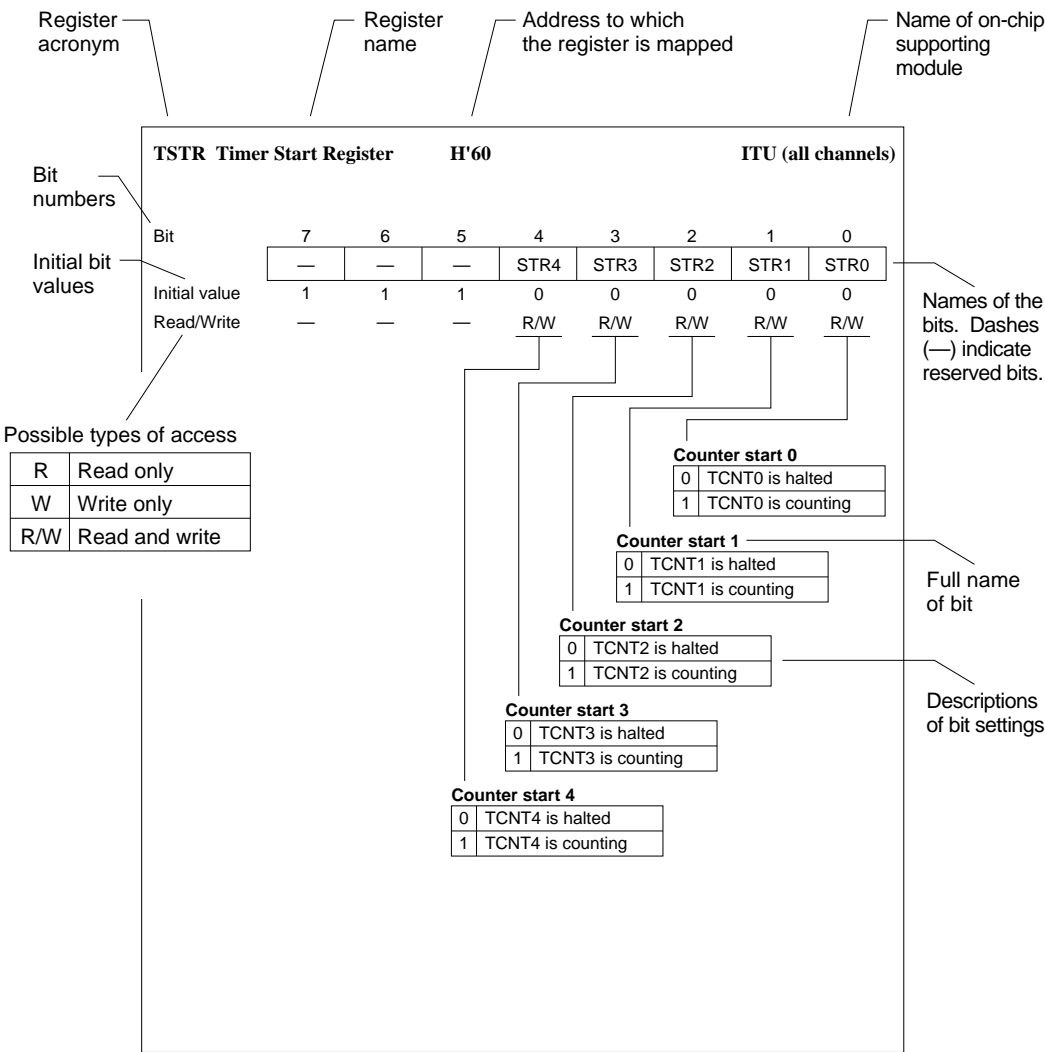 Register acronym
Register name
Address to which the register is mapped
Name of on-chip supporting module
TSTR Timer Start Register H'60 ITU (all channels)
Bit numbers
Bit 7 6 5 4 3 2 1 0
Initial bit values
— — — STR4 STR3 STR2 STR1 STR0
Initial value 1 1 1 0 0 0 0 0
Read/Write — — — R/W R/W R/W R/W R/W
Names of the bits. Dashes (—) indicate reserved bits.
Possible types of access
R Read only
W Write only
R/W Read and write
Counter start 0
0 TCNT0 is halted
1 TCNT0 is counting
Counter start 1
0 TCNT1 is halted
1 TCNT1 is counting
Full name of bit
Counter start 2
0 TCNT2 is halted
1 TCNT2 is counting
Descriptions of bit settings
Counter start 3
0 TCNT3 is halted
1 TCNT3 is counting
Counter start 4
0 TCNT4 is halted
1 TCNT4 is counting